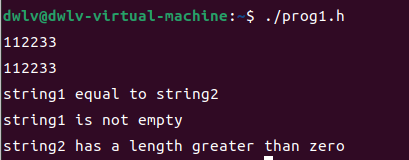 dwlv@dwlv-virtual-machine:~$ ./prog1.h
112233
112233
string1 equal to string2
string1 is not empty
string2 has a length greater than zero